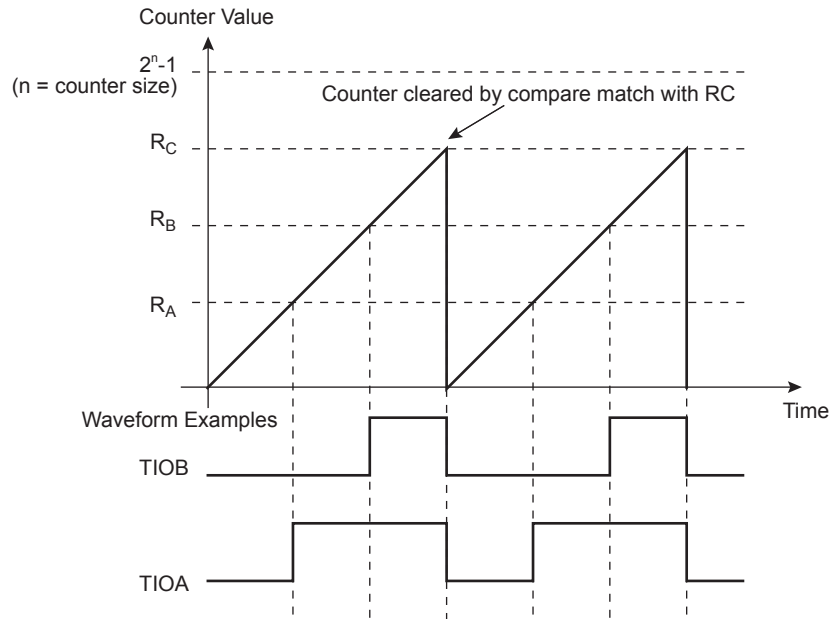 Counter Value
2ⁿ-1
(n = counter size)
Counter cleared by compare match with RC
R_C
R_B
R_A
Time
Waveform Examples
TIOB
TIOA